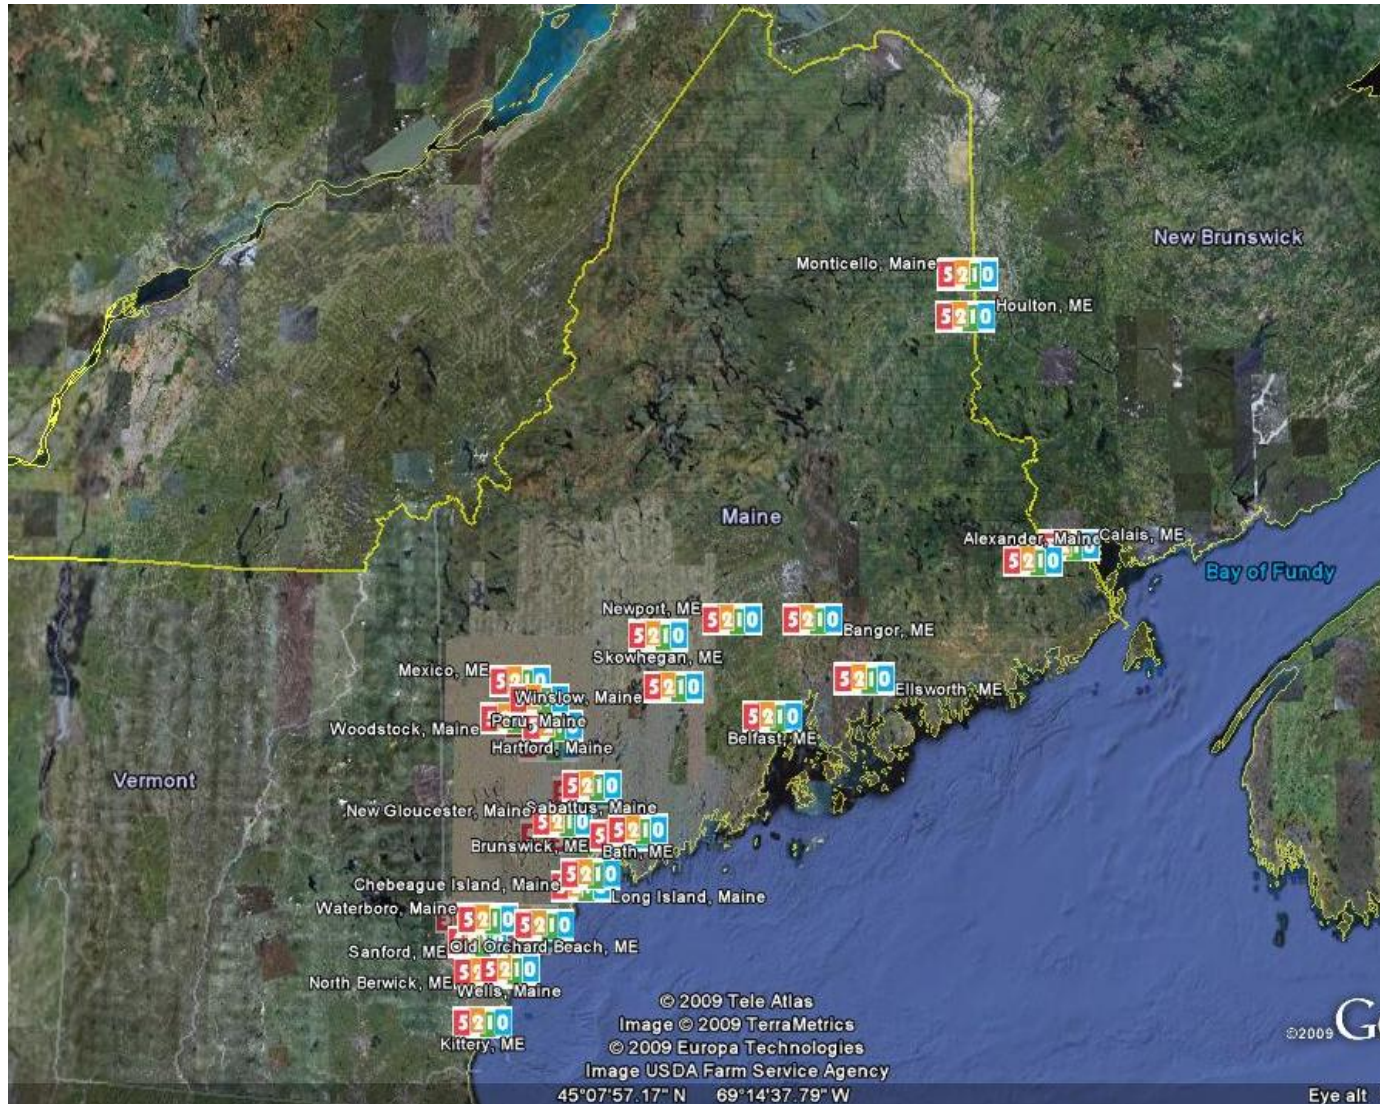 New Brunswick
Monticello, Maine 5210
5210 Houlton, ME
Maine
Alexander, Maine Calais, ME
5210
Bay of Fundy
Newport, ME 5210
5210 Bangor, ME
5210
Skowhegan, ME
Mexico, ME 5210
5210 Ellsworth, ME
Winslow, Maine 5210
5210
Belfast, ME
Woodstock, Maine
Peru, Maine
Hartford, Maine
Vermont
5210
New Gloucester, Maine Sabattus, Maine
5210
5210
Brunswick, ME Bath, ME
5210
Chebeague Island, Maine
Long Island, Maine
Waterboro, Maine 5210 5210
Sanford, ME Old Orchard Beach, ME
North Berwick, ME 5210
Wells, Maine
5210
Kittery, ME
© 2009 Tele Atlas
Image © 2009 TerraMetrics
© 2009 Europa Technologies
Image USDA Farm Service Agency
©2009 Go
45°07'57.17" N 69°14'37.79" W
Eye alt